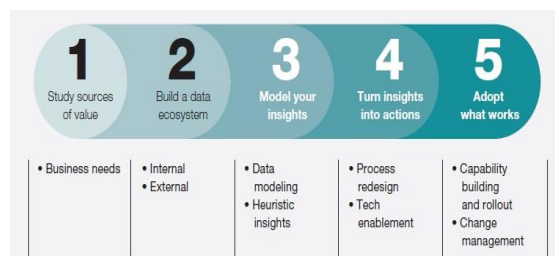 1
Study sources
of value
2
Build a data
ecosystem
3
Model your
insights
4
Turn insights
into actions
5
Adopt
what works
• Business needs
• Internal
• External
• Data
modeling
• Heuristic
insights
• Process
redesign
• Tech
enablement
• Capability
building
and rollout
• Change
management